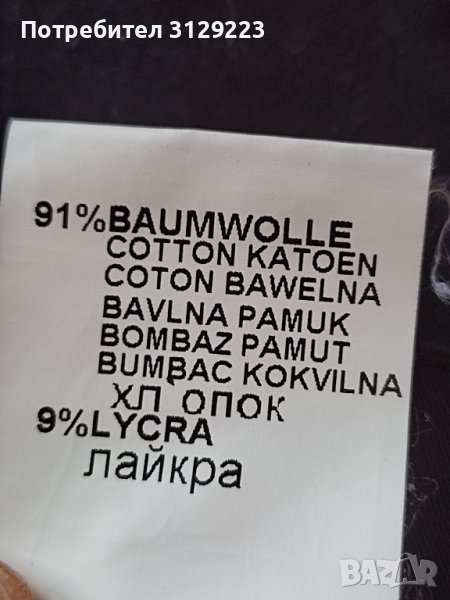 Потребител 3129223
91%BAUMWOLLE
COTTON KATOEN
COTON BAWELNA
BAVLNA PAMUK
BOMBAZ PAMUT
BUMBAC KOKVILNA
ХЛ ОПОК
9%LYCRA
лайкра
BAZAR